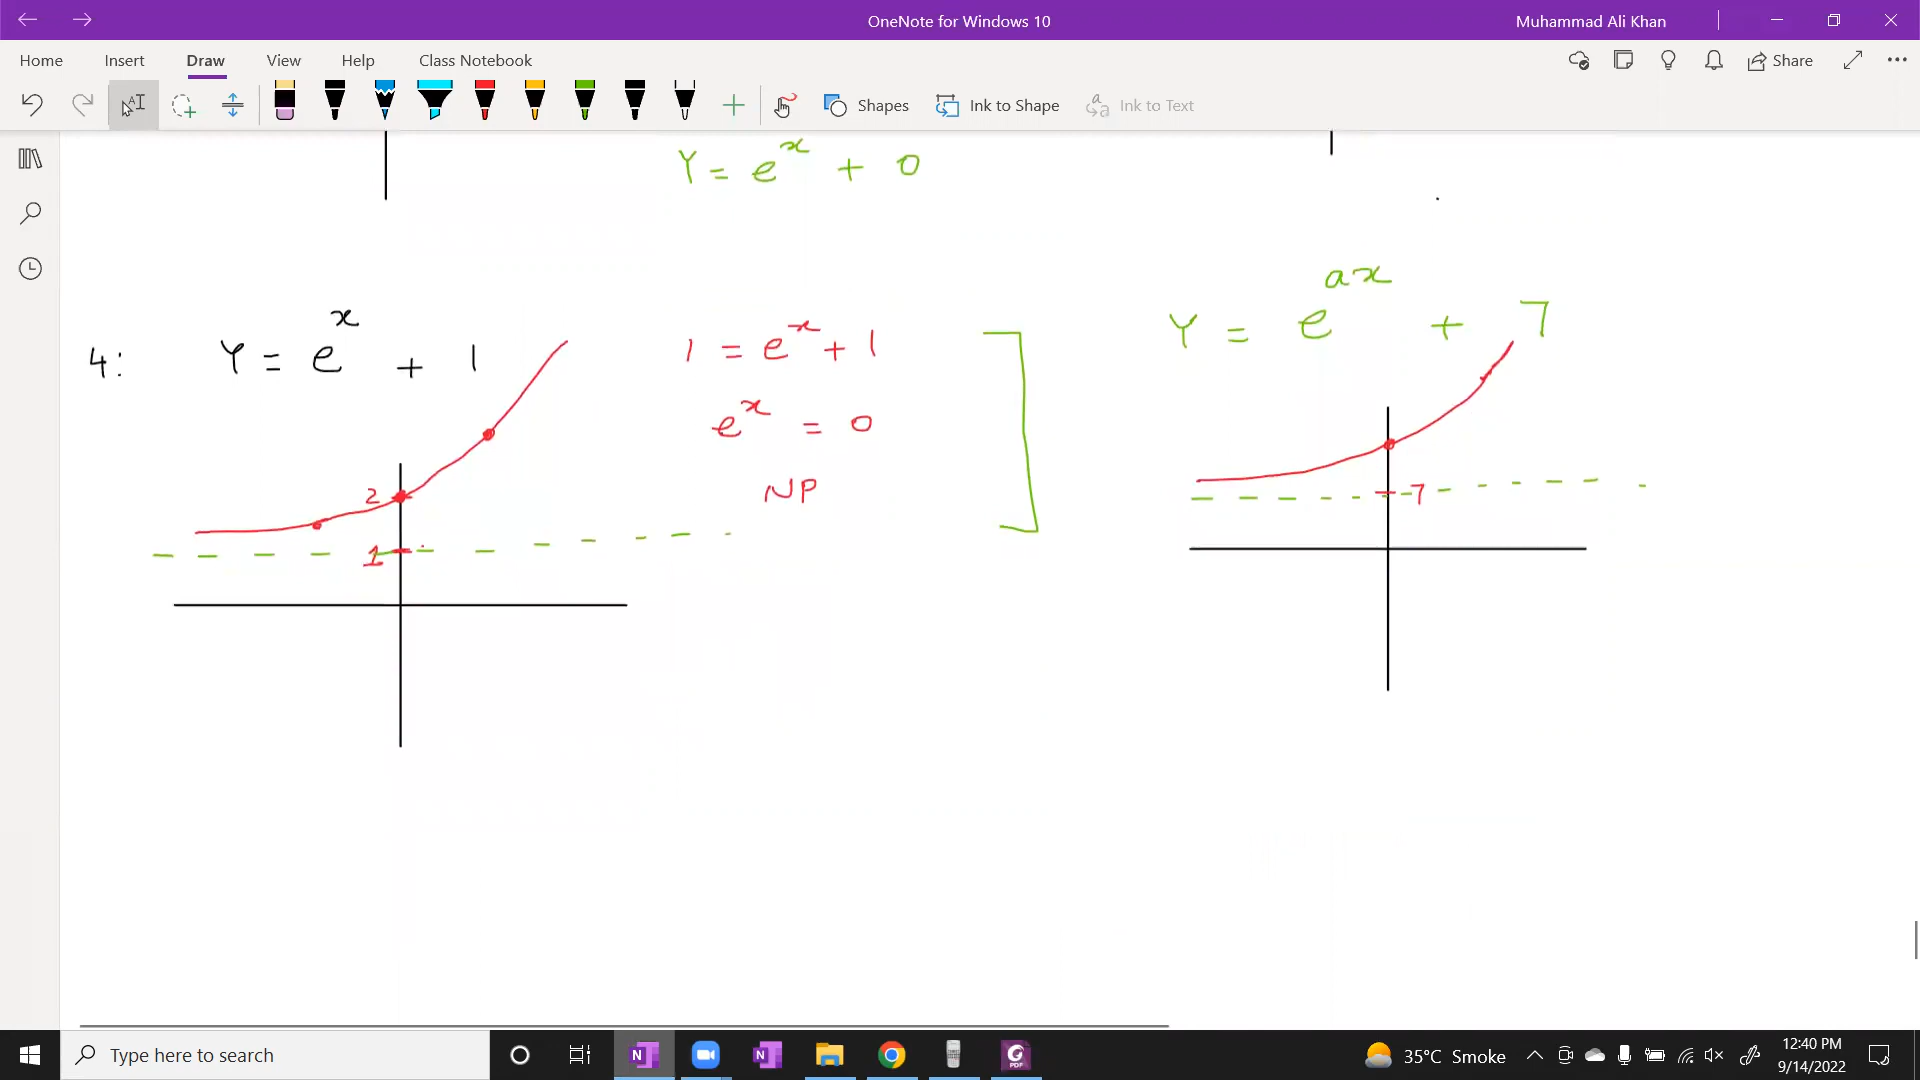 OneNote for Windows 10
Muhammad Ali Khan
Home Insert Draw View Help Class Notebook
Share
Shapes Ink to Shape Ink to Text
Y = e^x + 0
4: Y = e^x + 1
1 = e^x + 1
e^x = 0
NP
2
1
Y = e^ax + 7
7
Type here to search
35°C Smoke
12:40 PM
9/14/2022